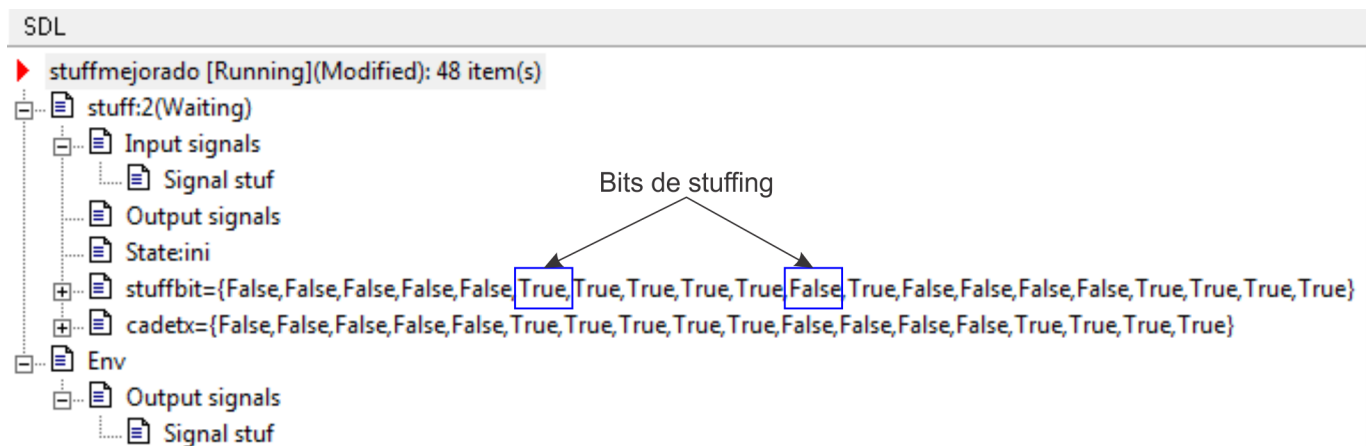 SDL
stuffmejorado [Running](Modified): 48 item(s)
stuff:2(Waiting)
Input signals
Signal stuf
Bits de stuffing
Output signals
State:ini
stuffbit={False,False,False,False,False,True,True,True,True,True,False,True,False,False,False,False,True,True,True,True}
cadetx={False,False,False,False,False,True,True,True,True,True,False,False,False,False,True,True,True,True}
Env
Output signals
Signal stuf